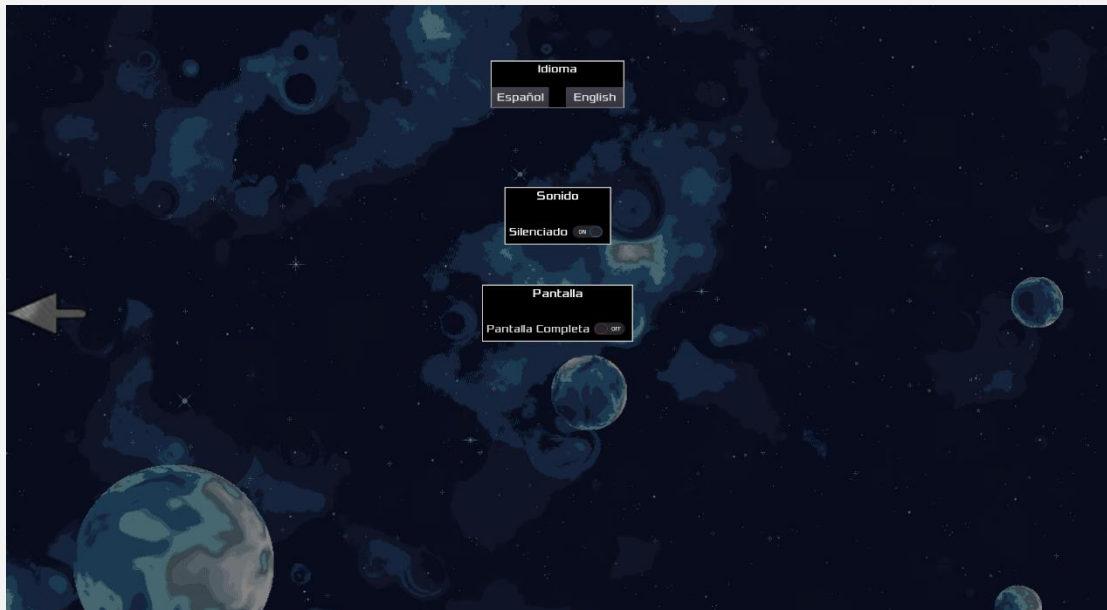 Idioma
Español English
Sonido
Silenciado ON
Pantalla
Pantalla Completa OFF